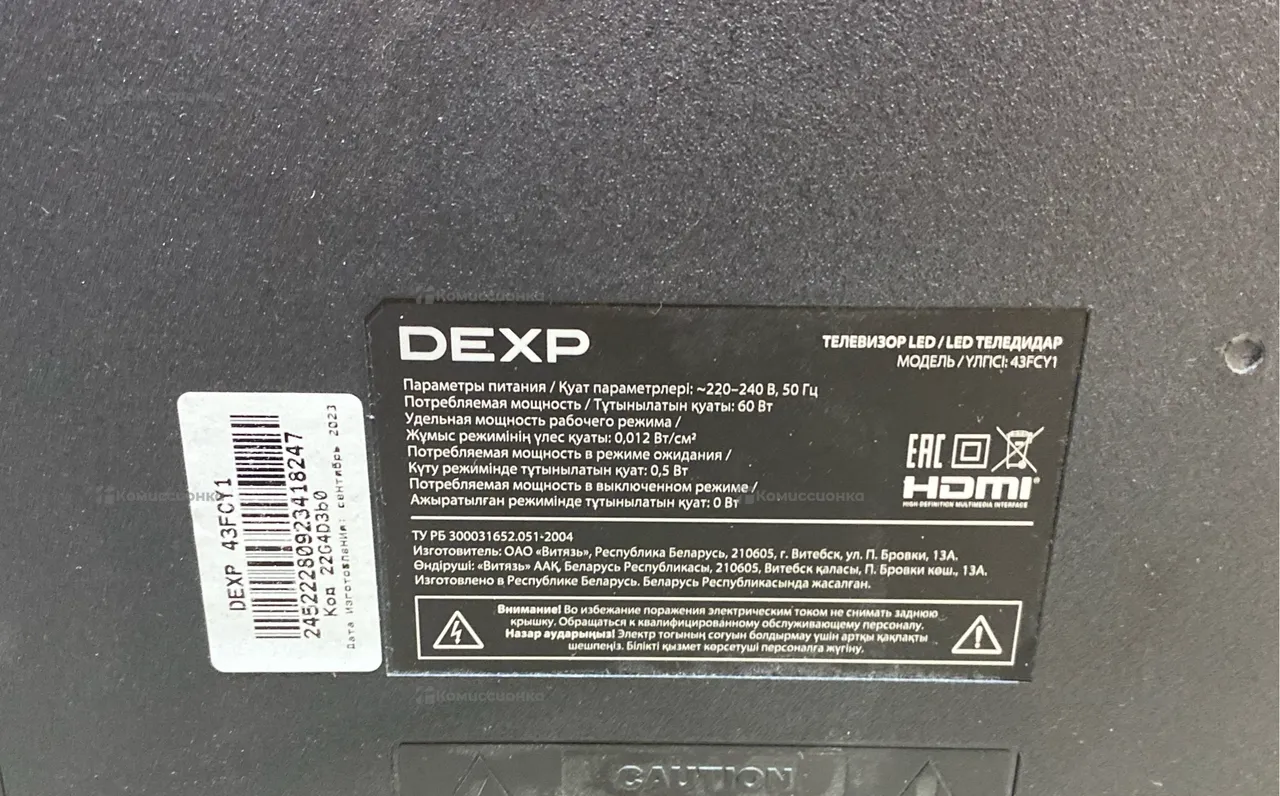 DEXP
ТЕЛЕВИЗОР LED / LED ТЕЛЕДИДАР
МОДЕЛЬ / ҮЛГІСІ: 43FCY1
Параметры питания / Қуат параметрлері: ~220–240 В, 50 Гц
Потребляемая мощность / Тұтынылатын қуаты: 60 Вт
Удельная мощность рабочего режима /
Жұмыс режимінің үлес қуаты: 0,012 Вт/см²
Потребляемая мощность в режиме ожидания /
Күту режімінде тұтынылатын қуат: 0,5 Вт
Потребляемая мощность в выключенном режиме /
Ажыратылған режимінде тұтынылатын қуат: 0 Вт
EAC
HDMI
HIGH-DEFINITION MULTIMEDIA INTERFACE
ТУ РБ 300031652.051-2004
Изготовитель: ОАО «Витязь», Республика Беларусь, 210605, г. Витебск, ул. П. Бровки, 13А.
Өндіруші: «Витязь» ААҚ, Беларусь Республикасы, 210605, Витебск қаласы, П. Бровки көш., 13А.
Изготовлено в Республике Беларусь. Беларусь Республикасында жасалған.
Внимание! Во избежание поражения электрическим током не снимать заднюю
крышку. Обращаться к квалифицированному обслуживающему персоналу.
Назар аударыңыз! Электр тогының соғуын болдырмау үшін артқы қақпақты
шешпеңіз. Білікті қызмет көрсетуші персоналға жүгіну.
DEXP 43FCY1
245222280923418247
Код 22G4D3b0
Дата изготовления: сентябрь 2023
CAUTION
Комиссионка
Комиссионка
Комиссионка
Комиссионка